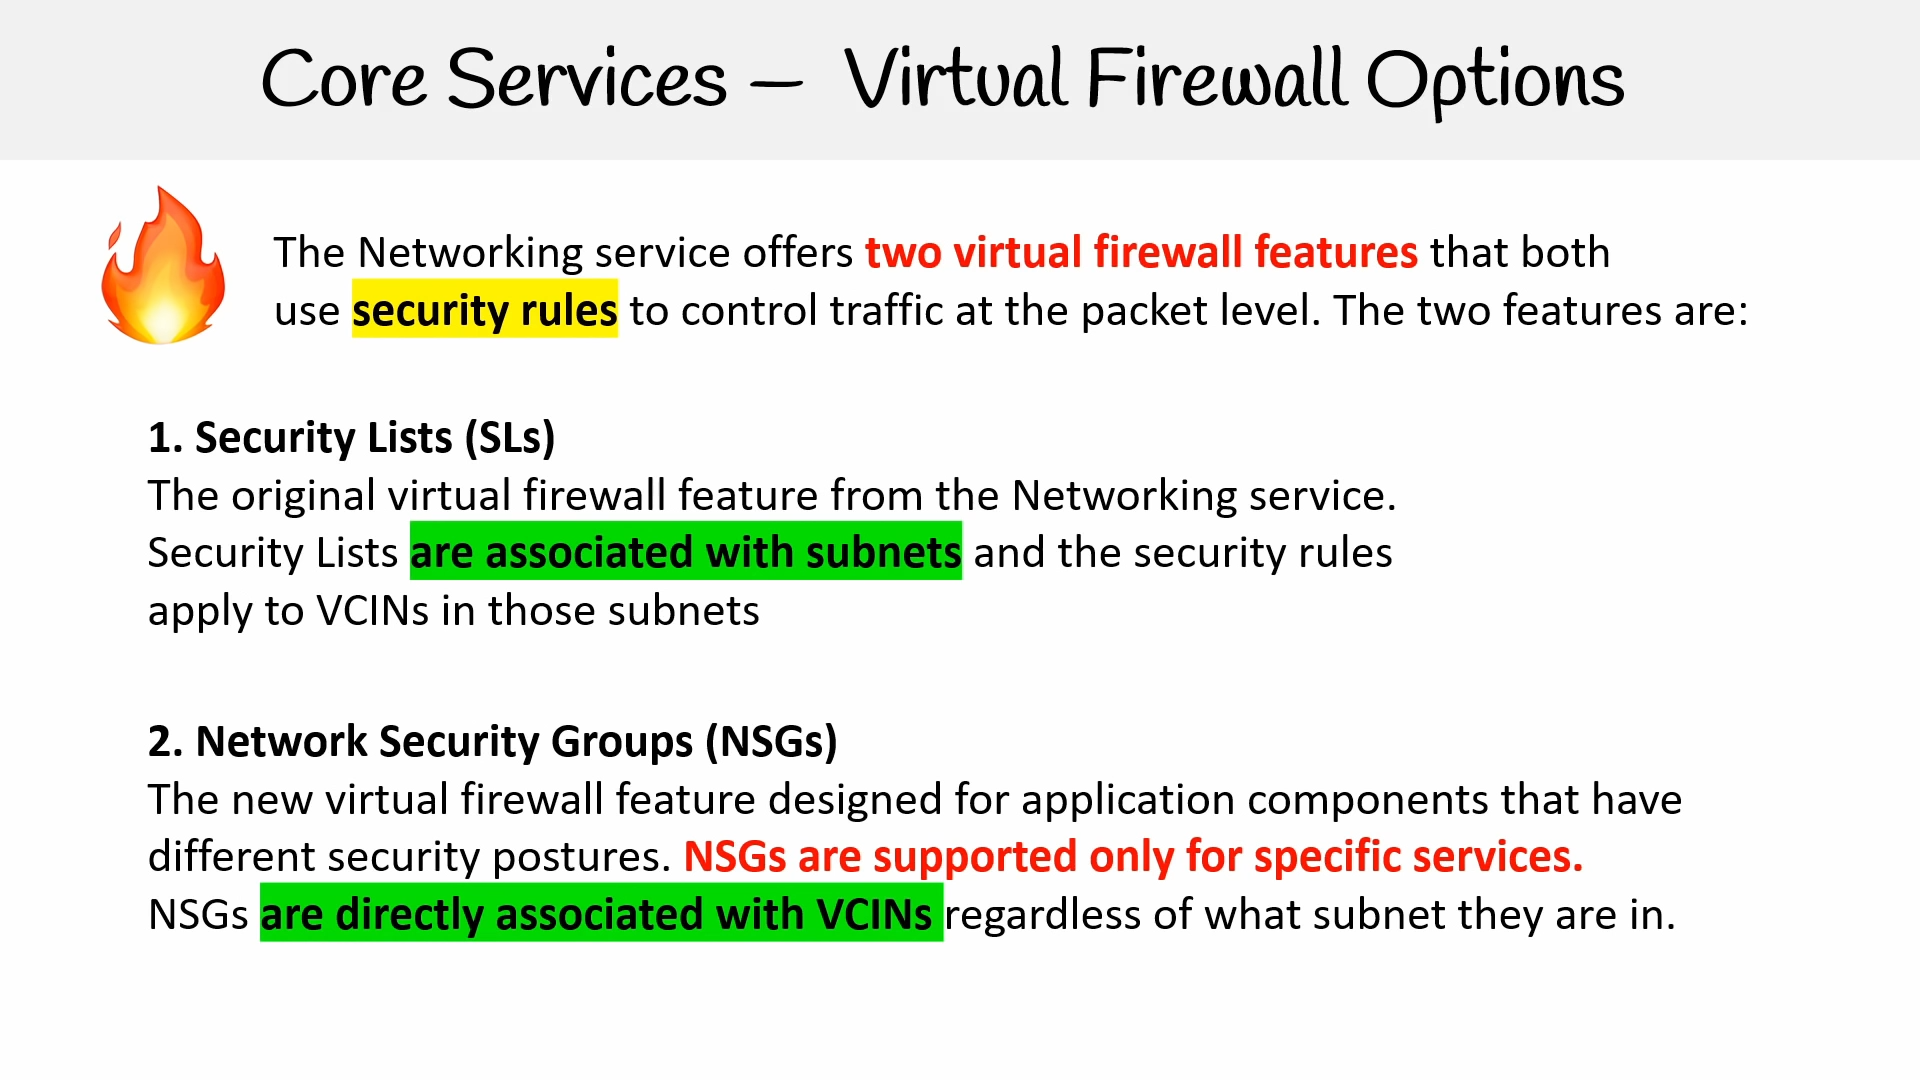 Core Services – Virtual Firewall Options
The Networking service offers two virtual firewall features that both
use security rules to control traffic at the packet level. The two features are:
1. Security Lists (SLs)
The original virtual firewall feature from the Networking service.
Security Lists are associated with subnets and the security rules
apply to VCINs in those subnets
2. Network Security Groups (NSGs)
The new virtual firewall feature designed for application components that have
different security postures. NSGs are supported only for specific services.
NSGs are directly associated with VCINs regardless of what subnet they are in.